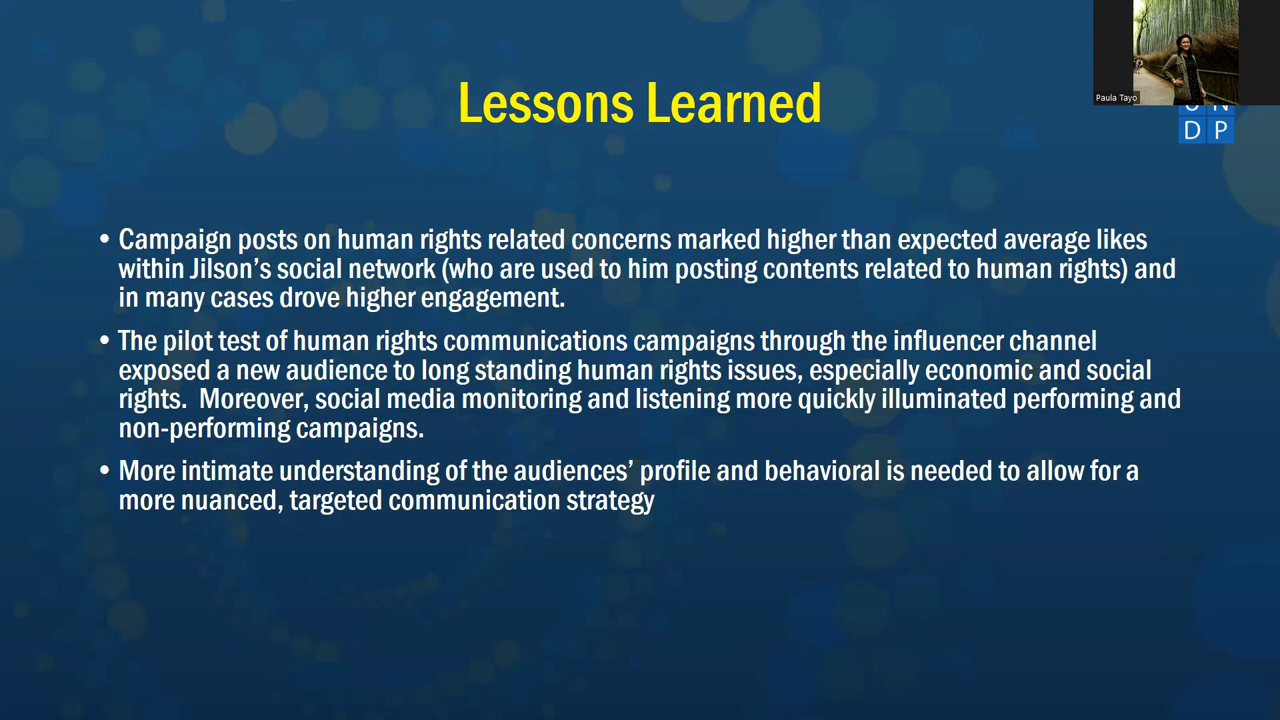 Paula Tayo
U N
D P
Lessons Learned
• Campaign posts on human rights related concerns marked higher than expected average likes
within Jilson’s social network (who are used to him posting contents related to human rights) and
in many cases drove higher engagement.
• The pilot test of human rights communications campaigns through the influencer channel
exposed a new audience to long standing human rights issues, especially economic and social
rights.  Moreover, social media monitoring and listening more quickly illuminated performing and
non-performing campaigns.
• More intimate understanding of the audiences’ profile and behavioral is needed to allow for a
more nuanced, targeted communication strategy